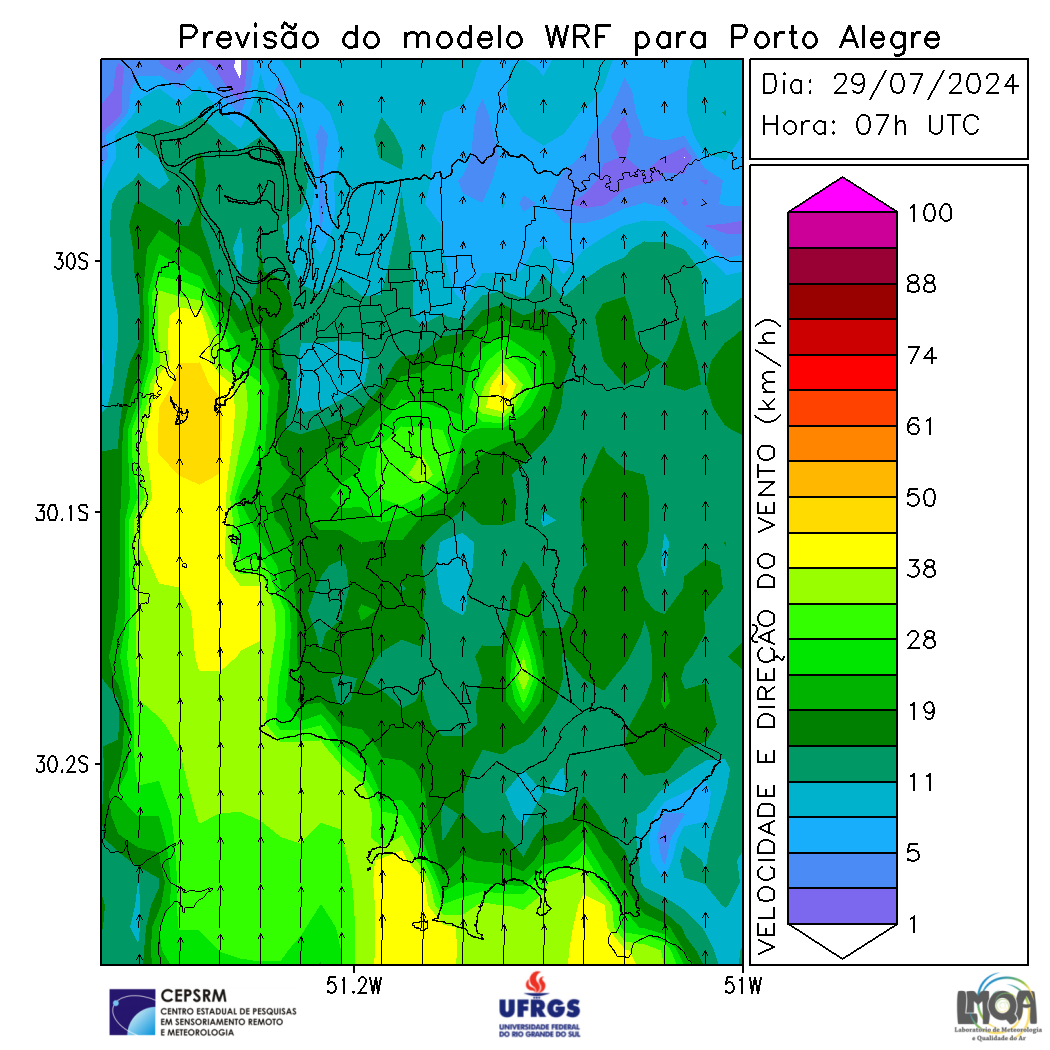 Previsão do modelo WRF para Porto Alegre
Dia: 29/07/2024
Hora: 07h UTC
30S
30.1S
30.2S
51.2W
51W
VELOCIDADE E DIREÇÃO DO VENTO (km/h)
100
88
74
61
50
38
28
19
11
5
1
CEPSRM
CENTRO ESTADUAL DE PESQUISAS
EM SENSORIAMENTO REMOTO
E METEOROLOGIA
UFRGS
UNIVERSIDADE FEDERAL
DO RIO GRANDE DO SUL
LMQA
Laboratório de Meteorologia
e Qualidade do Ar